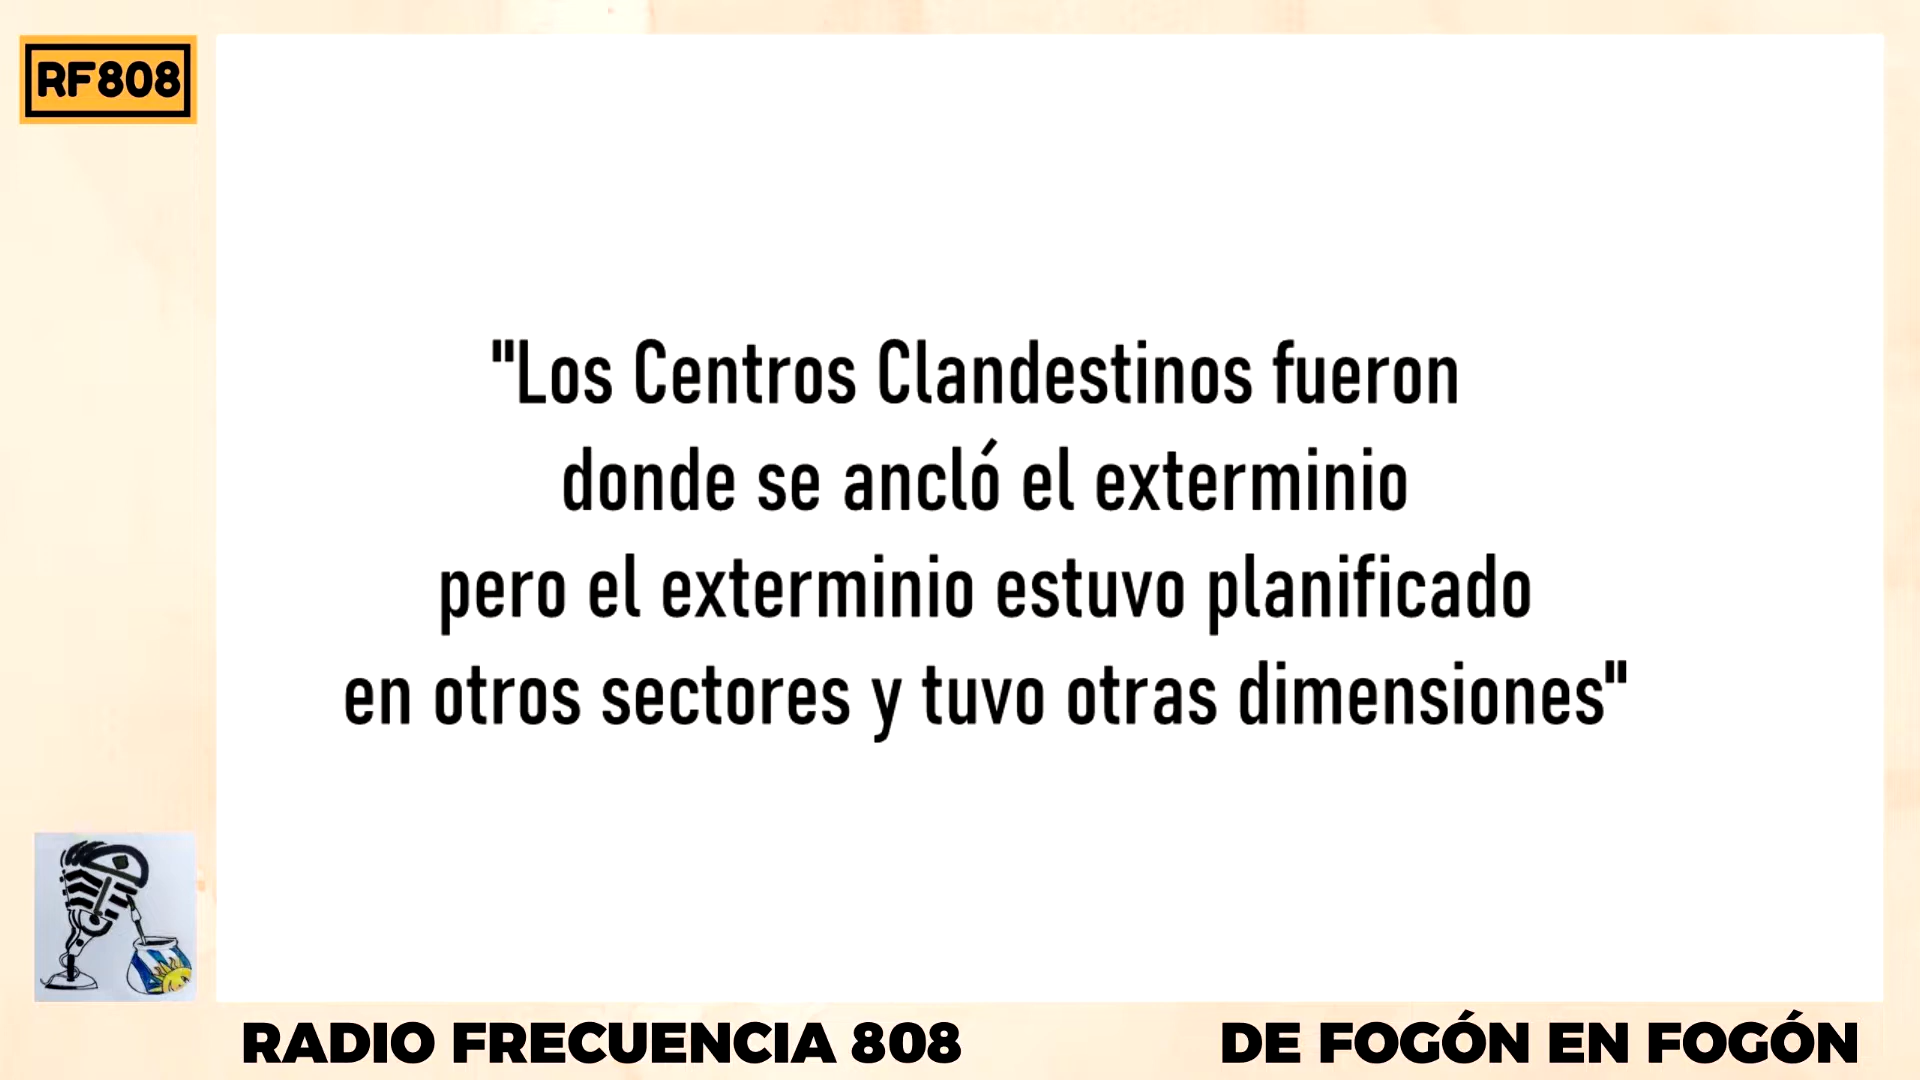 RF808
"Los Centros Clandestinos fueron
donde se ancló el exterminio
pero el exterminio estuvo planificado
en otros sectores y tuvo otras dimensiones"
RADIO FRECUENCIA 808
DE FOGÓN EN FOGÓN